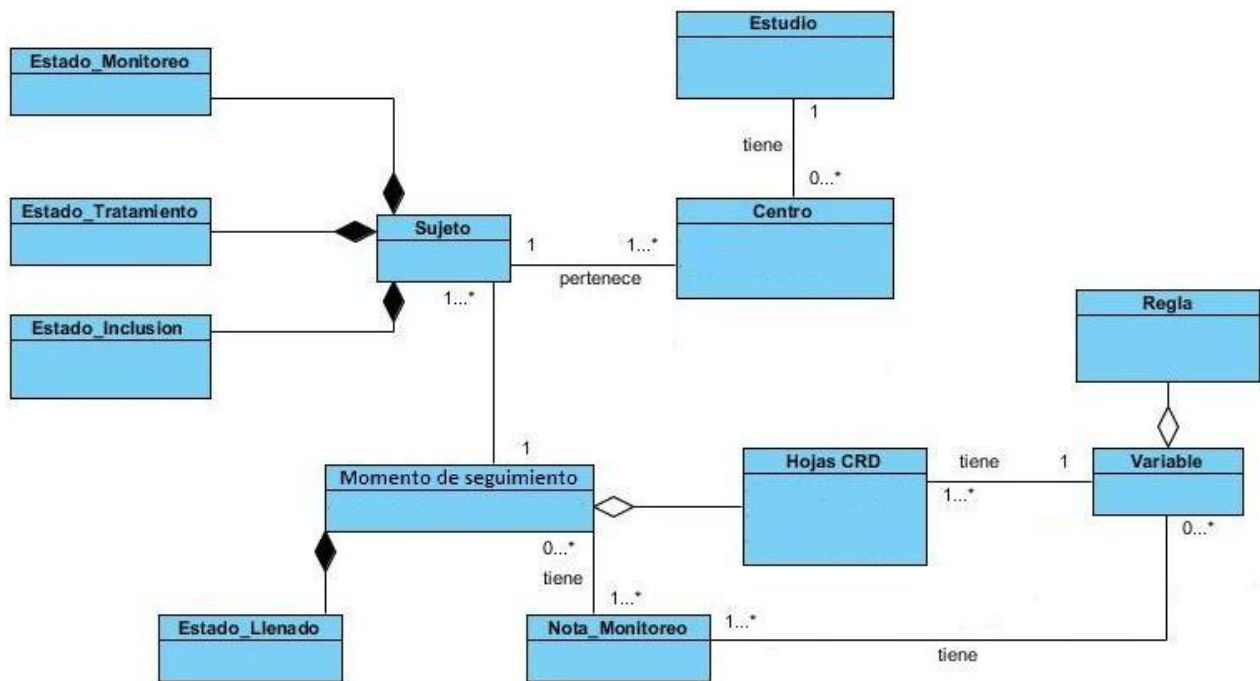 Estudio
Estado_Monitoreo
1
tiene
0...*
Estado_Tratamiento
Centro
Sujeto
1
1...*
pertenece
1...*
Estado_Inclusion
Regla
1
Momento de seguimiento
Hojas CRD
tiene
1
Variable
1...*
0...*
0...*
tiene
1...*
Estado_Llenado
Nota_Monitoreo
1...*
tiene